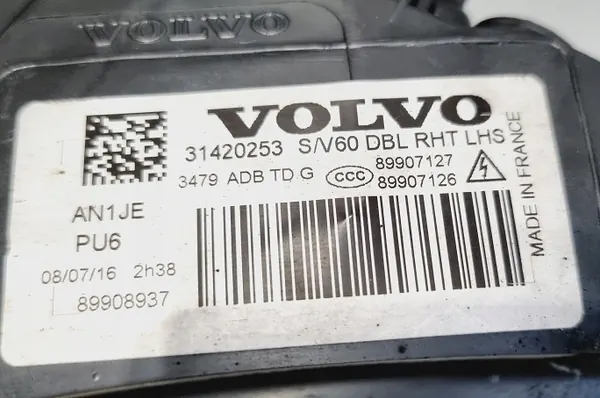 VOLVO
VOLVO
31420253 S/V60 DBL RHT LHS
3479 ADB TD G CCC 89907127
89907126
AN1JE
PU6
08/07/16 2h38
89908937
MADE IN FRANCE